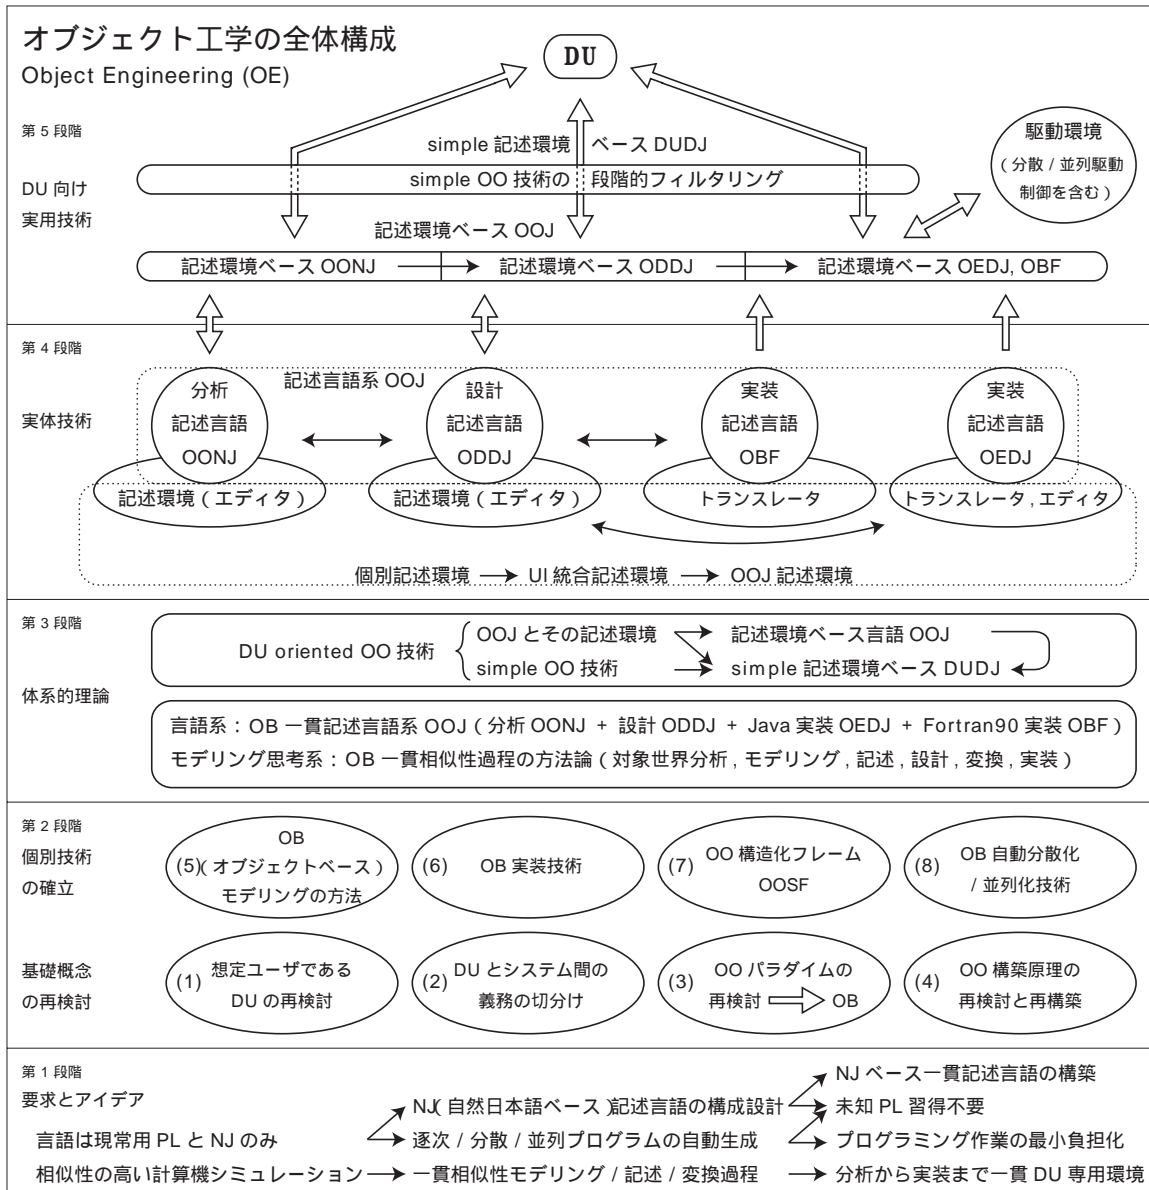 オブジェクト工学の全体構成
Object Engineering (OE)
DU
第 5 段階
DU 向け
実用技術
simple 記述環境 ベース DUDJ
simple OO 技術の 段階的フィルタリング
駆動環境
( 分散 / 並列駆動
制御を含む )
記述環境ベース OOJ
記述環境ベース OONJ
記述環境ベース ODDJ
記述環境ベース OEDJ, OBF
第 4 段階
実体技術
記述言語系 OOJ
分析
記述言語
OONJ
記述環境 ( エディタ )
設計
記述言語
ODDJ
記述環境 ( エディタ )
実装
記述言語
OBF
トランスレータ
実装
記述言語
OEDJ
トランスレータ , エディタ
個別記述環境 → UI 統合記述環境 → OOJ 記述環境
第 3 段階
体系的理論
DU oriented OO 技術
OOJ とその記述環境
記述環境ベース言語 OOJ
simple OO 技術
simple 記述環境ベース DUDJ
言語系 : OB 一貫記述言語系 OOJ ( 分析 OONJ + 設計 ODDJ + Java 実装 OEDJ + Fortran90 実装 OBF )
モデリング思考系 : OB 一貫相似性過程の方法論 ( 対象世界分析 , モデリング , 記述 , 設計 , 変換 , 実装 )
第 2 段階
個別技術
の確立
OB
(5)( オブジェクトベース )
モデリングの方法
(6) OB 実装技術
(7) OO 構造化フレーム
OOSF
(8) OB 自動分散化
/ 並列化技術
基礎概念
の再検討
(1) 想定ユーザである
DU の再検討
(2) DU とシステム間の
義務の切分け
(3) OO パラダイムの
再検討 ⇒ OB
(4) OO 構築原理の
再検討と再構築
第 1 段階
要求とアイデア
NJ ベース一貫記述言語の構築
NJ( 自然日本語ベース ) 記述言語の構成設計
未知 PL 習得不要
言語は現常用 PL と NJ のみ
逐次 / 分散 / 並列プログラムの自動生成
プログラミング作業の最小負担化
相似性の高い計算機シミュレーション → 一貫相似性モデリング / 記述 / 変換過程 → 分析から実装まで一貫 DU 専用環境